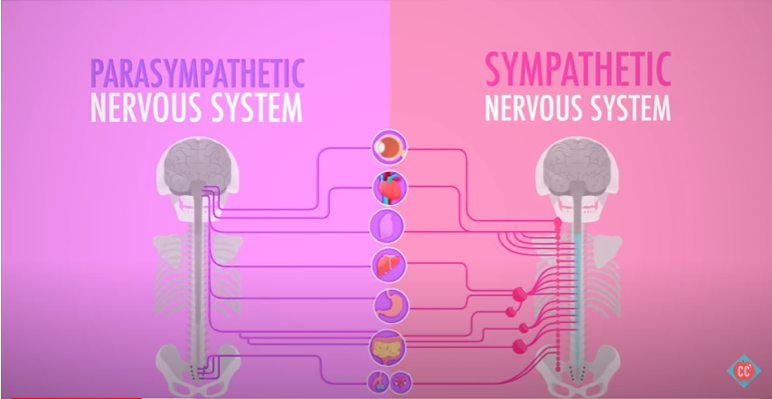 PARASYMPATHETIC
NERVOUS SYSTEM
SYMPATHETIC
NERVOUS SYSTEM
CC